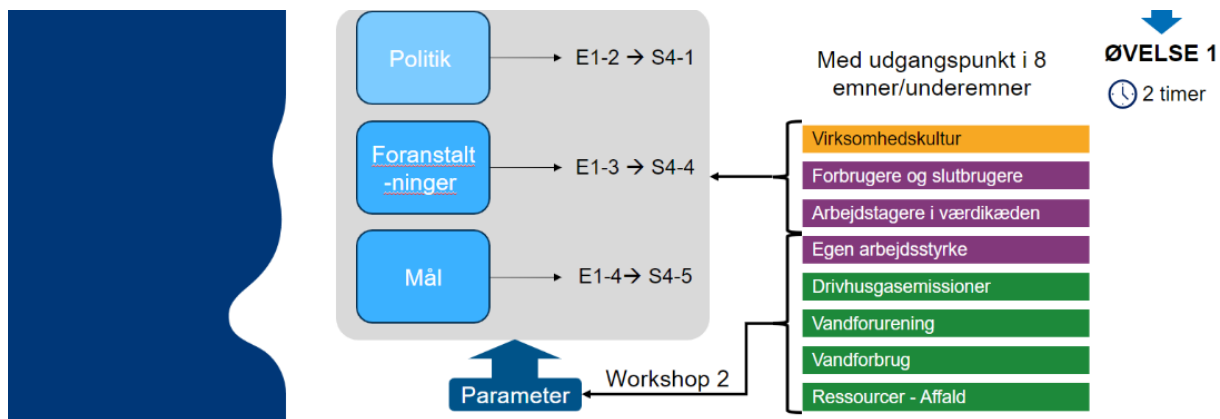 Politik
E1-2 → S4-1
Foranstalt
-ninger
E1-3 → S4-4
Mål
E1-4→ S4-5
Parameter
Workshop 2
Med udgangspunkt i 8
emner/underemner
Virksomhedskultur
Forbrugere og slutbrugere
Arbejdstagere i værdikæden
Egen arbejdsstyrke
Drivhusgasemissioner
Vandforurening
Vandforbrug
Ressourcer - Affald
ØVELSE 1
2 timer